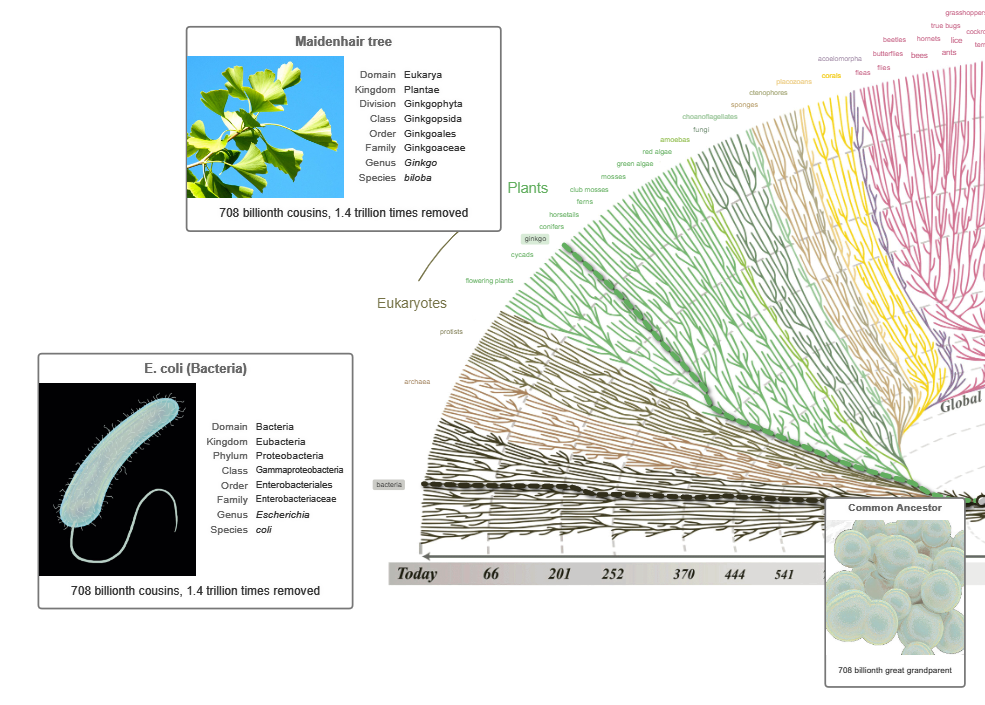 grasshoppers
true bugs
cockro
beetles
hornets
lice
butterflies
bees
ants
term
acoelomorpha
flies
fleas
corals
placozoans
ctenophores
sponges
choanoflagellates
fungi
amoebas
red algae
green algae
mosses
Plants
club mosses
ferns
horsetails
conifers
ginkgo
cycads
flowering plants
Eukaryotes
protists
archaea
bacteria
Maidenhair tree
Domain Eukarya
Kingdom Plantae
Division Ginkgophyta
Class Ginkgopsida
Order Ginkgoales
Family Ginkgoaceae
Genus Ginkgo
Species biloba
708 billionth cousins, 1.4 trillion times removed
E. coli (Bacteria)
Domain Bacteria
Kingdom Eubacteria
Phylum Proteobacteria
Class Gammaproteobacteria
Order Enterobacteriales
Family Enterobacteriaceae
Genus Escherichia
Species coli
708 billionth cousins, 1.4 trillion times removed
Global
Today 66 201 252 370 444 541
Common Ancestor
708 billionth great grandparent